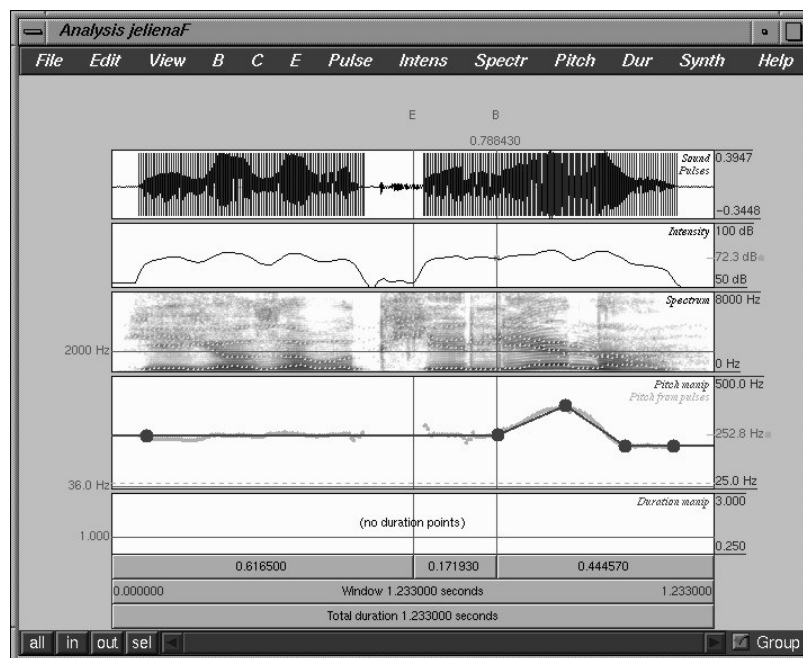 Analysis jelienaF
File Edit View B C E Pulse Intens Spectr Pitch Dur Synth Help
E B
0.788430
Sound 0.3947
Pulses
−0.3448
Intensity 100 dB
72.3 dB
50 dB
Spectrum 8000 Hz
2000 Hz
0 Hz
Pitch manip 500.0 Hz
Pitch from pulses
252.8 Hz
36.0 Hz 25.0 Hz
Duration manip 3.000
(no duration points)
1.000
0.250
0.616500 0.171930 0.444570
0.000000 Window 1.233000 seconds 1.233000
Total duration 1.233000 seconds
all in out sel Group